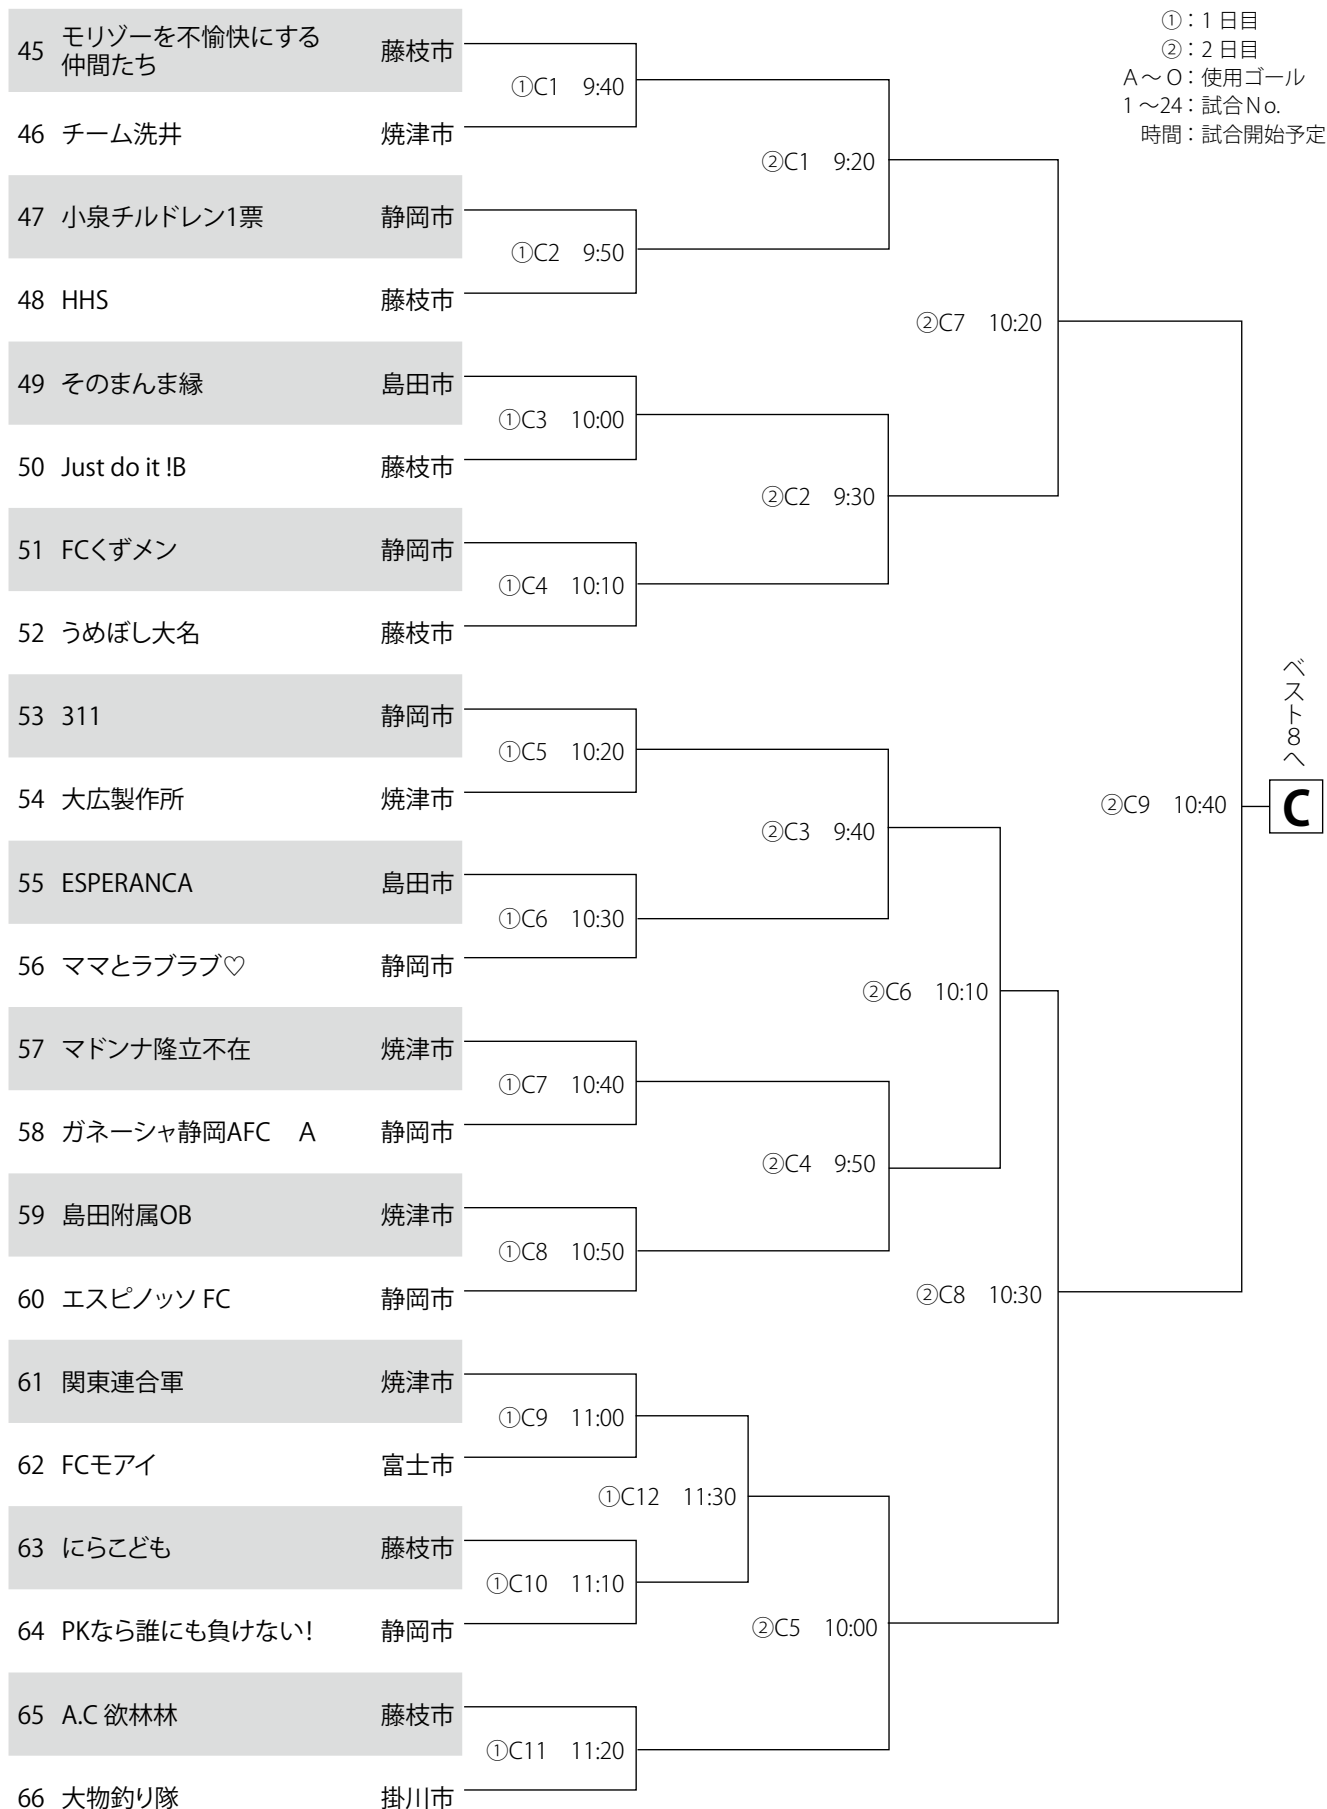 ①：1 日目
②：2 日目
A～O：使用ゴール
1～24：試合No.
時間：試合開始予定
45 モリゾーを不愉快にする
仲間たち 藤枝市
①C1 9:40
46 チーム洗井 焼津市
②C1 9:20
47 小泉チルドレン1票 静岡市
①C2 9:50
48 HHS 藤枝市
②C7 10:20
49 そのまんま縁 島田市
①C3 10:00
50 Just do it !B 藤枝市
②C2 9:30
51 FCくずメン 静岡市
①C4 10:10
52 うめぼし大名 藤枝市
53 311 静岡市
①C5 10:20
54 大広製作所 焼津市
ベスト8へ
②C9 10:40
C
②C3 9:40
55 ESPERANCA 島田市
①C6 10:30
56 ママとラブラブ♡ 静岡市
②C6 10:10
57 マドンナ隆立不在 焼津市
①C7 10:40
58 ガネーシャ静岡AFC A 静岡市
②C4 9:50
59 島田附属OB 焼津市
①C8 10:50
60 エスピノッソ FC 静岡市
②C8 10:30
61 関東連合軍 焼津市
①C9 11:00
62 FCモアイ 富士市
①C12 11:30
63 にらこども 藤枝市
①C10 11:10
64 PKなら誰にも負けない! 静岡市
②C5 10:00
65 A.C 欲林林 藤枝市
①C11 11:20
66 大物釣り隊 掛川市